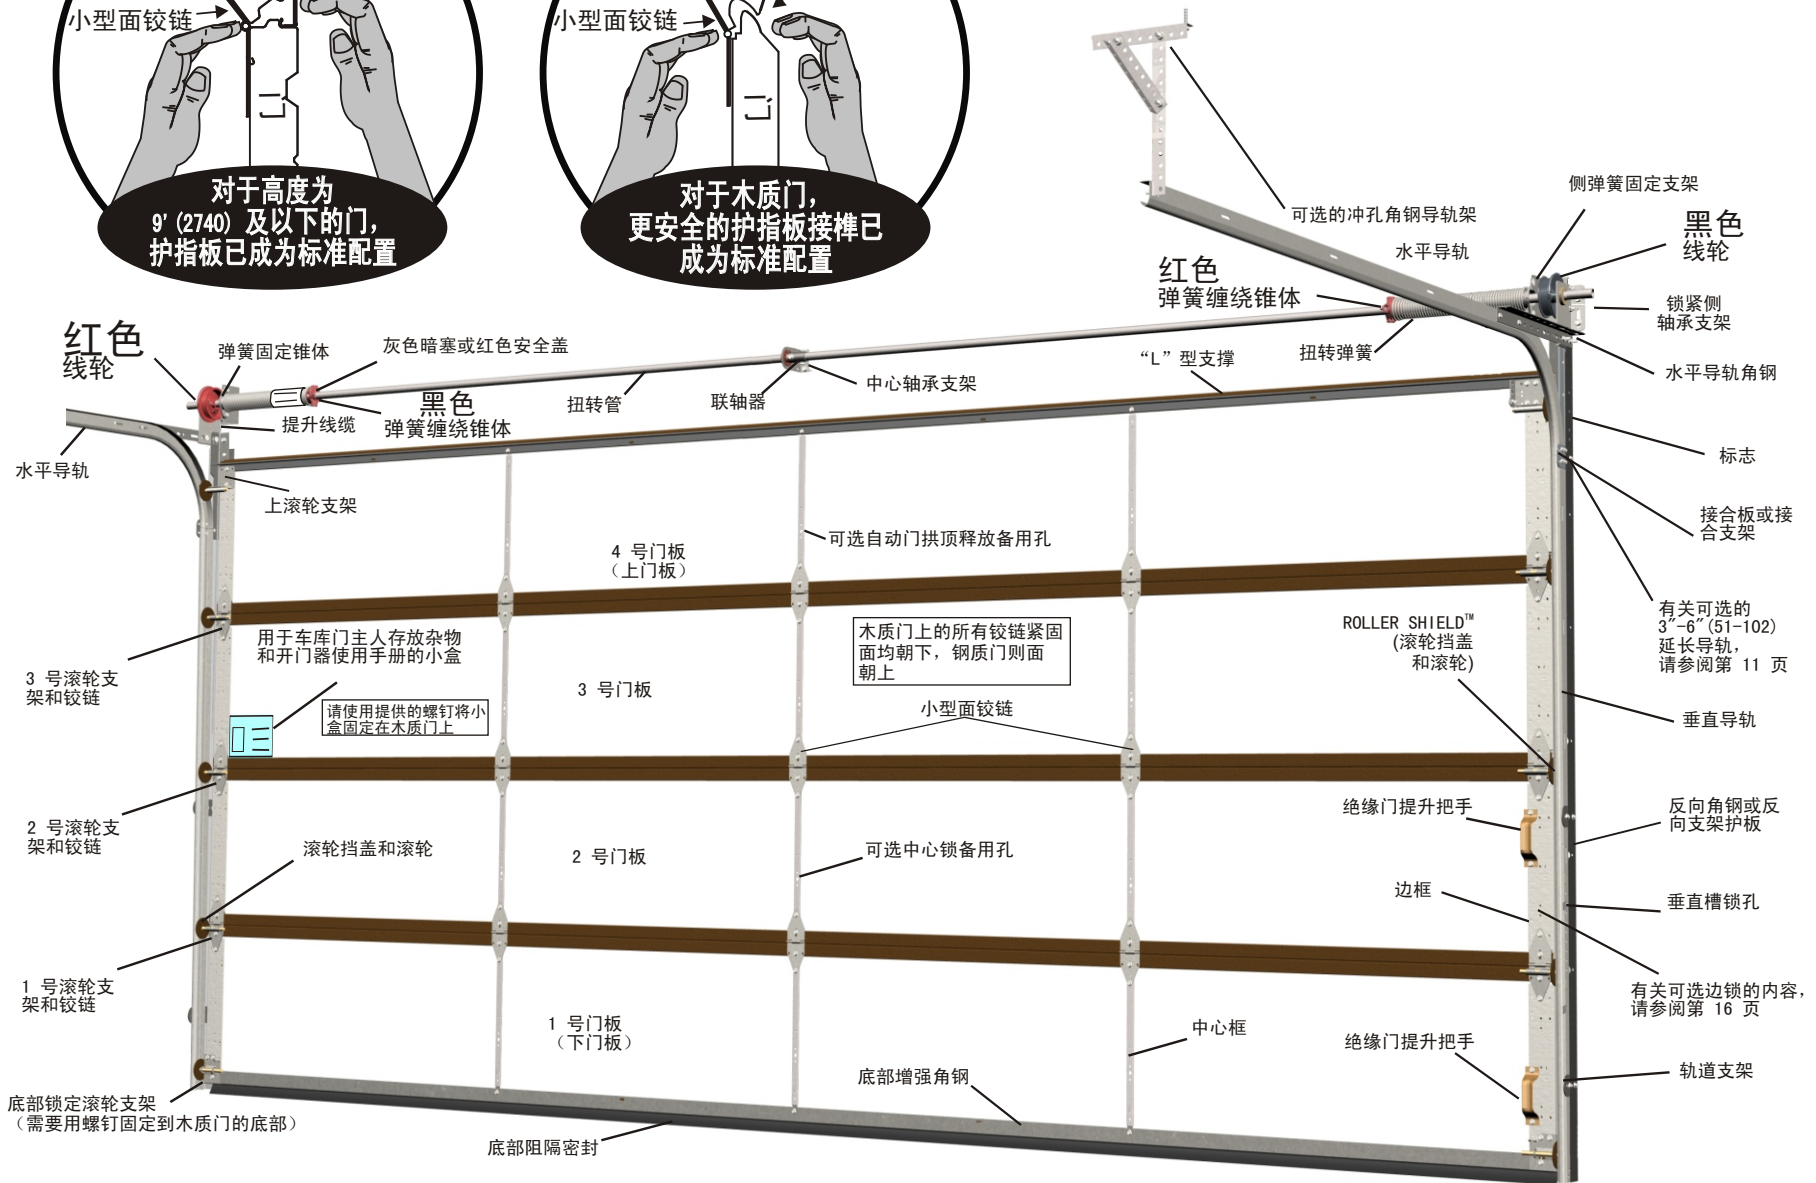 小型面铰链
小型面铰链
对于高度为
9' (2740) 及以下的门，
护指板已成为标准配置
对于木质门，
更安全的护指板接榫已
成为标准配置
侧弹簧固定支架
可选的冲孔角钢导轨架
黑色
线轮
水平导轨
红色
弹簧缠绕锥体
锁紧侧
轴承支架
红色
线轮
弹簧固定锥体
灰色暗塞或红色安全盖
“L” 型支撑
扭转弹簧
水平导轨角钢
中心轴承支架
联轴器
扭转管
黑色
弹簧缠绕锥体
提升线缆
水平导轨
上滚轮支架
标志
接合板或接
合支架
可选自动门拱顶释放备用孔
4 号门板
（上门板）
有关可选的
3"-6"(51-102)
延长导轨，
请参阅第 11 页
ROLLER SHIELD™
(滚轮挡盖
和滚轮)
木质门上的所有铰链紧固
面均朝下，钢质门则面
朝上
用于车库门主人存放杂物
和开门器使用手册的小盒
3 号滚轮支
架和铰链
3 号门板
请使用提供的螺钉将小
盒固定在木质门上
小型面铰链
垂直导轨
绝缘门提升把手
反向角钢或反
向支架护板
2 号滚轮支
架和铰链
滚轮挡盖和滚轮
2 号门板
可选中心锁备用孔
边框
垂直槽锁孔
1 号滚轮支
架和铰链
有关可选边锁的内容，
请参阅第 16 页
1 号门板
（下门板）
中心框
绝缘门提升把手
轨道支架
底部增强角钢
底部锁定滚轮支架
（需要用螺钉固定到木质门的底部）
底部阻隔密封